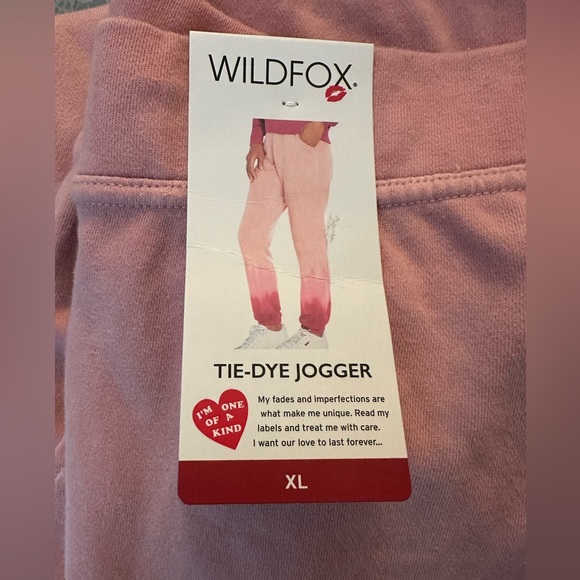 WILDFOX®
TIE-DYE JOGGER
I'M ONE
OF A
KIND
My fades and imperfections are
what make me unique. Read my
labels and treat me with care.
I want our love to last forever...
XL